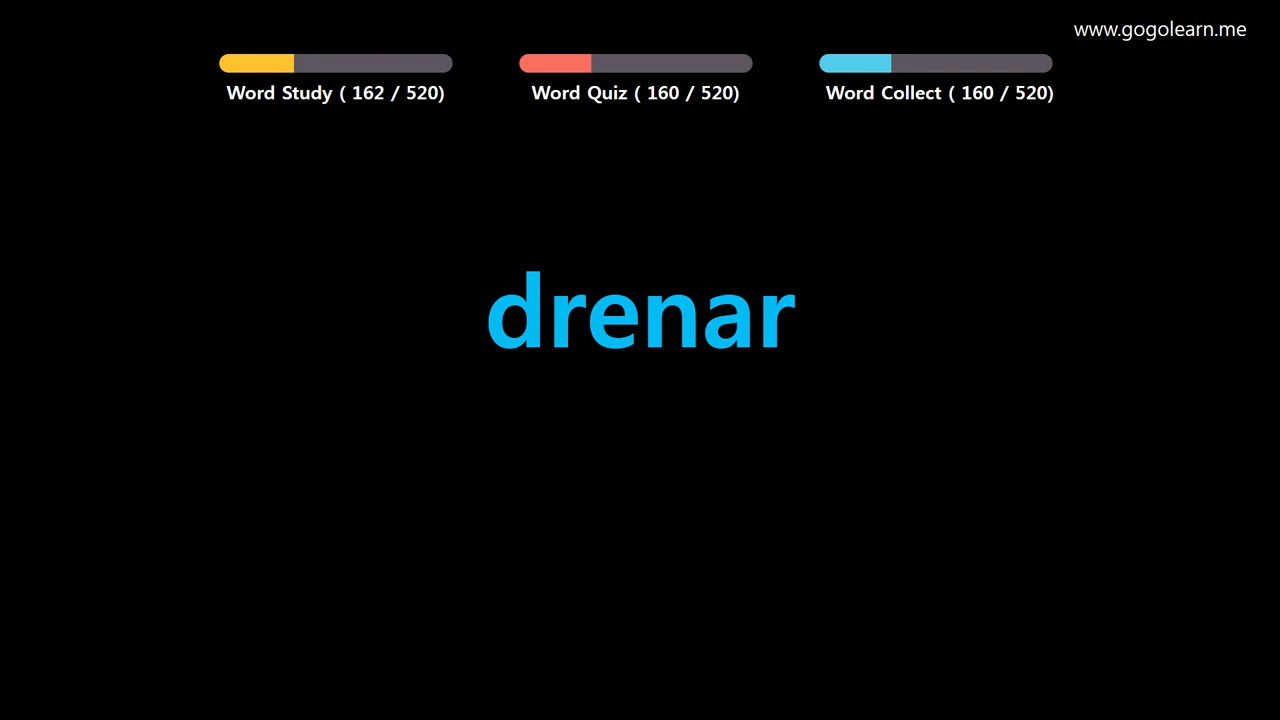 www.gogolearn.me
Word Study ( 162 / 520)
Word Quiz ( 160 / 520)
Word Collect ( 160 / 520)
drenar